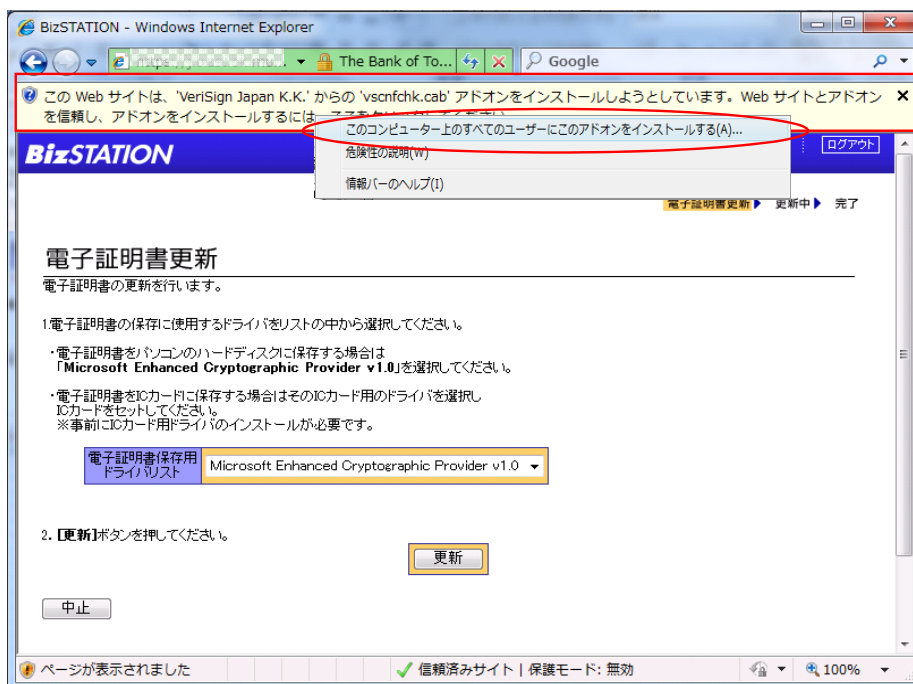 BizSTATION - Windows Internet Explorer
The Bank of To...
Google
この Web サイトは、'VeriSign Japan K.K.' からの 'vscnfchk.cab' アドオンをインストールしようとしています。Web サイトとアドオン
を信頼し、アドオンをインストールするには、
このコンピューター上のすべてのユーザーにこのアドオンをインストールする(A)...
危険性の説明(W)
情報バーのヘルプ(I)
BizSTATION
ログアウト
電子証明書更新 更新中 完了
電子証明書更新
電子証明書の更新を行います。
1.電子証明書の保存に使用するドライバをリストの中から選択してください。
・電子証明書をパソコンのハードディスクに保存する場合は
「Microsoft Enhanced Cryptographic Provider v1.0」を選択してください。
・電子証明書をICカードに保存する場合はそのICカード用のドライバを選択し
ICカードをセットしてください。
※事前にICカード用ドライバのインストールが必要です。
電子証明書保存用
ドライバリスト
Microsoft Enhanced Cryptographic Provider v1.0
2. [更新]ボタンを押してください。
更新
中止
ページが表示されました
信頼済みサイト | 保護モード: 無効
100%